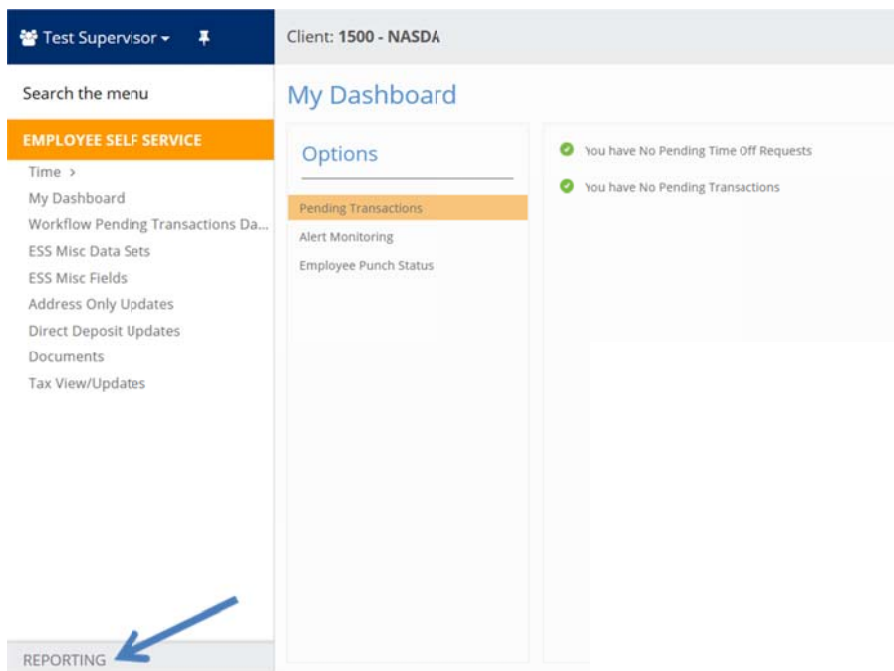 Test Supervisor
Client: 1500 - NASDA
Search the menu
My Dashboard
EMPLOYEE SELF SERVICE
Time >
My Dashboard
Workflow Pending Transactions Da...
ESS Misc Data Sets
ESS Misc Fields
Address Only Updates
Direct Deposit Updates
Documents
Tax View/Updates
REPORTING
Options
Pending Transactions
Alert Monitoring
Employee Punch Status
You have No Pending Time Off Requests
You have No Pending Transactions